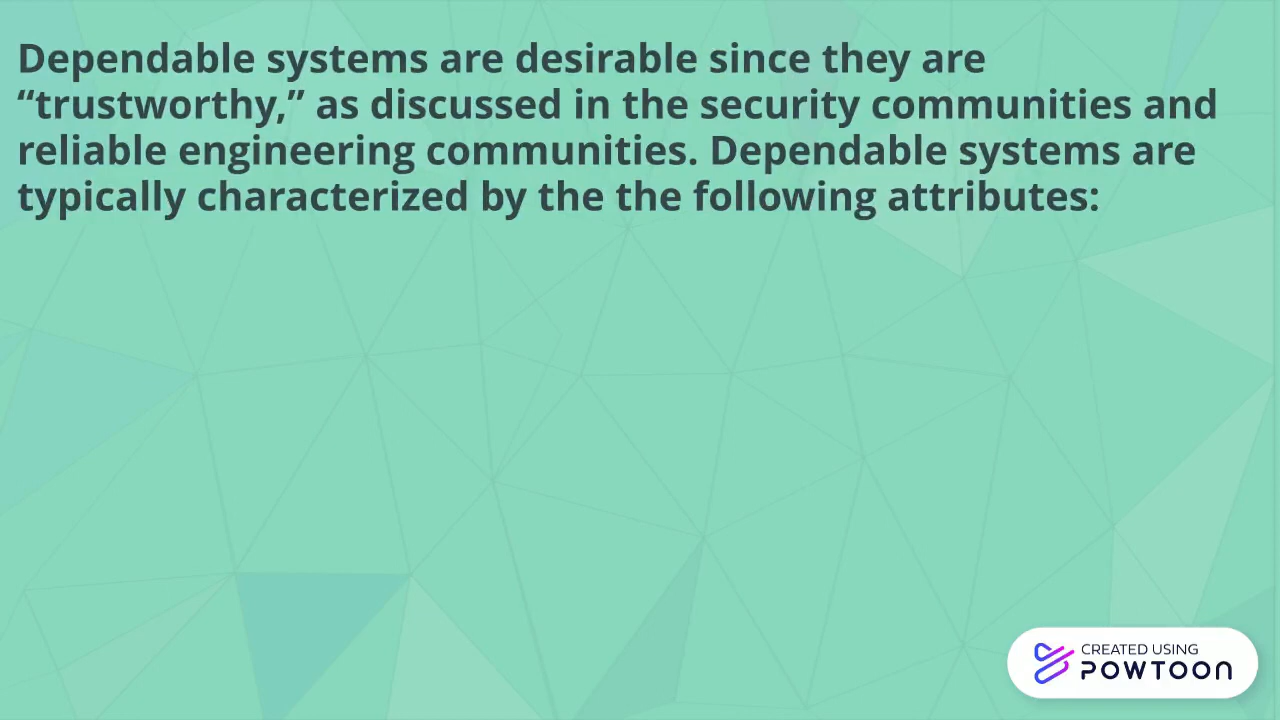 Dependable systems are desirable since they are
“trustworthy,” as discussed in the security communities and
reliable engineering communities. Dependable systems are
typically characterized by the the following attributes:
CREATED USING
POWTOON